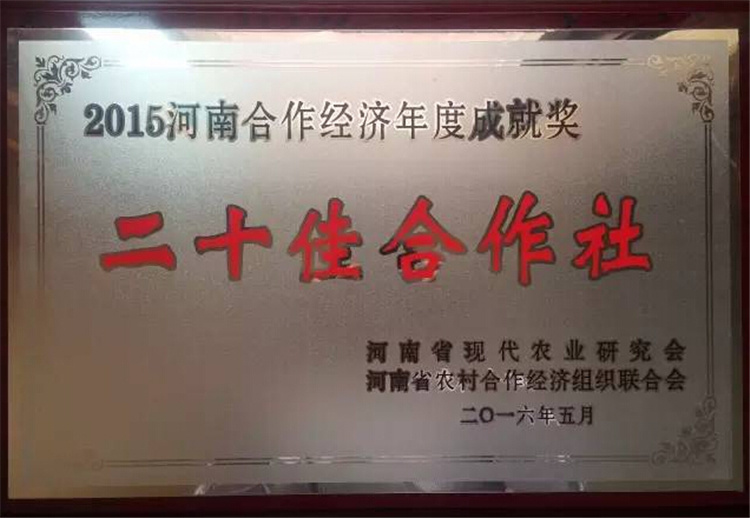 2015河南合作经济年度成就奖
二十佳合作社
河南省现代农业研究会
河南省农村合作经济组织联合会
二〇一六年五月